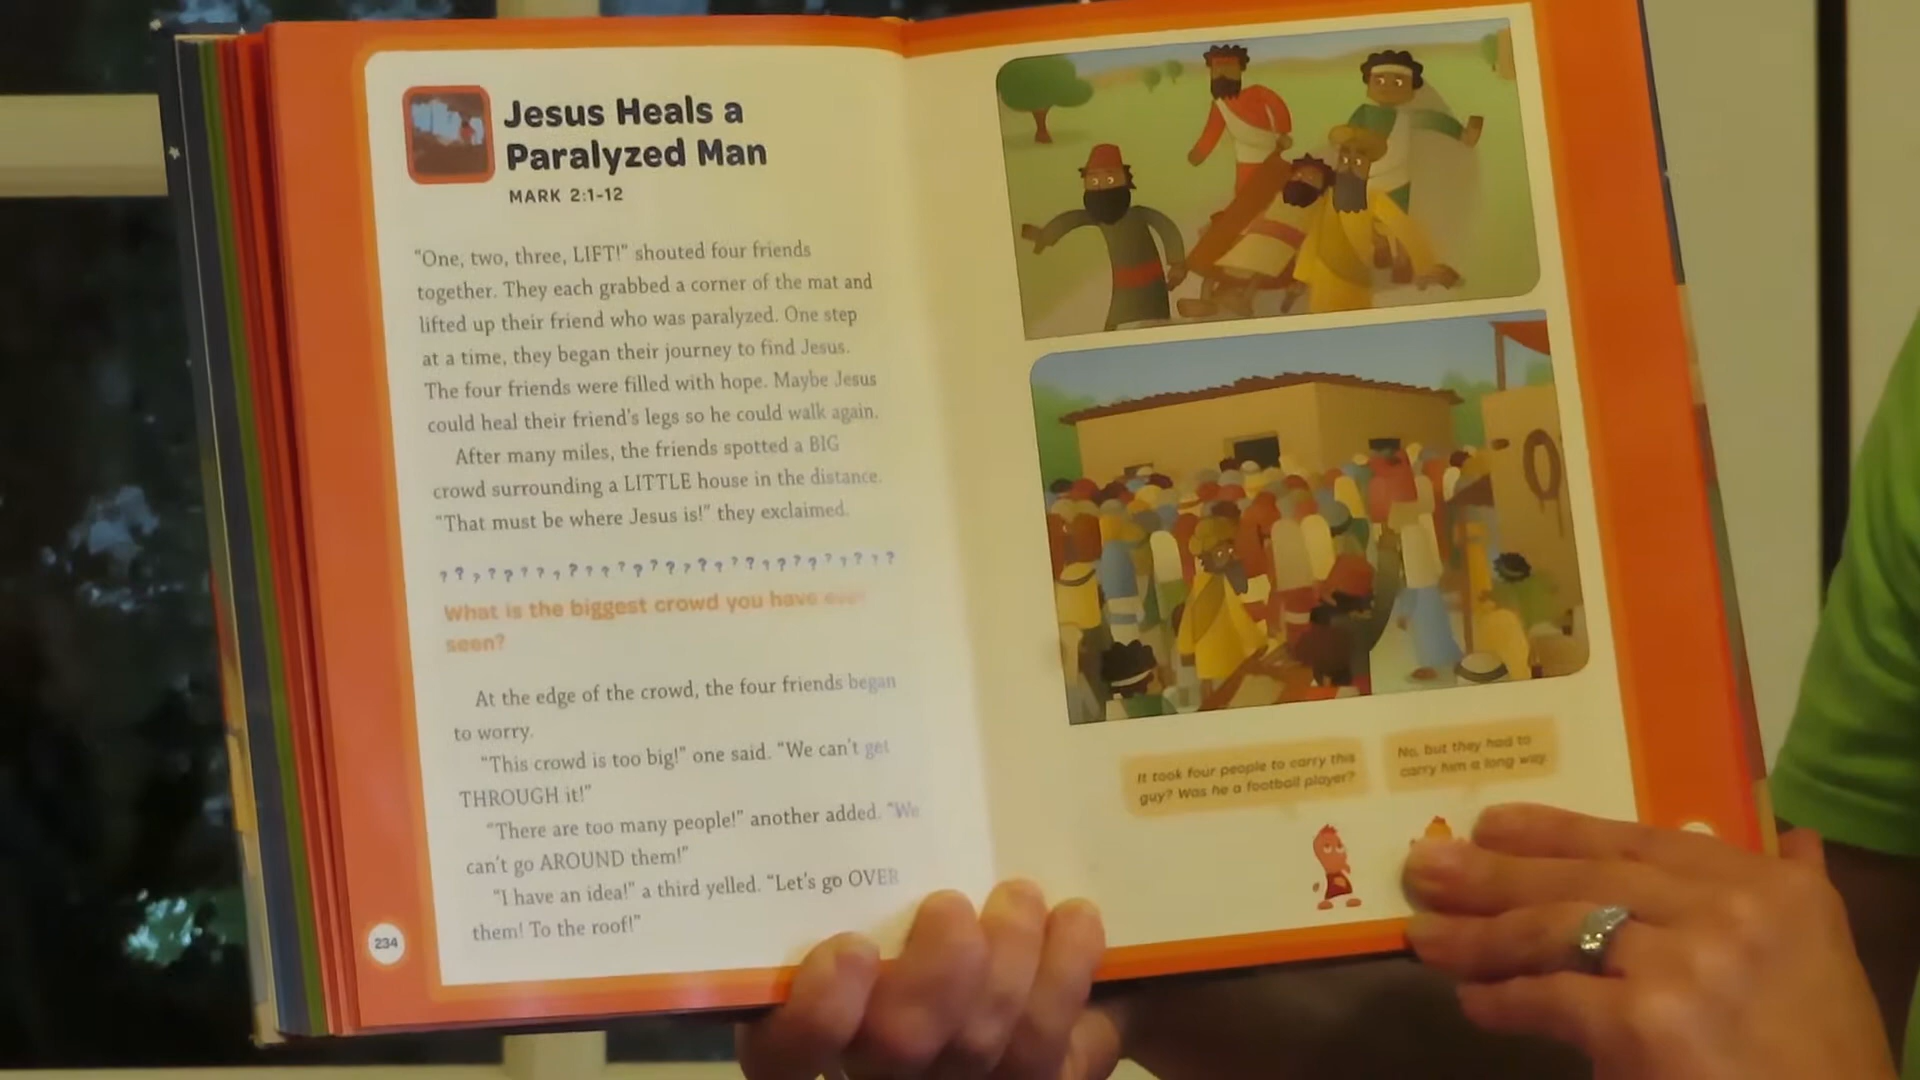 Jesus Heals a
Paralyzed Man
MARK 2:1-12
"One, two, three, LIFT!" shouted four friends
together. They each grabbed a corner of the mat and
lifted up their friend who was paralyzed. One step
at a time, they began their journey to find Jesus.
The four friends were filled with hope. Maybe Jesus
could heal their friend's legs so he could walk again.
After many miles, the friends spotted a BIG
crowd surrounding a LITTLE house in the distance.
"That must be where Jesus is!" they exclaimed.
? ? ? ? ? ? ? ? ? ? ? ? ? ? ? ? ? ? ? ? ? ? ? ? ? ? ? ? ?
What is the biggest crowd you have ever
seen?
At the edge of the crowd, the four friends began
to worry.
"This crowd is too big!" one said. "We can't get
THROUGH it!"
"There are too many people!" another added. "We
can't go AROUND them!"
"I have an idea!" a third yelled. "Let's go OVER
them! To the roof!"
234
It took four people to carry this
guy? Was he a football player?
No, but they had to
carry him a long way.